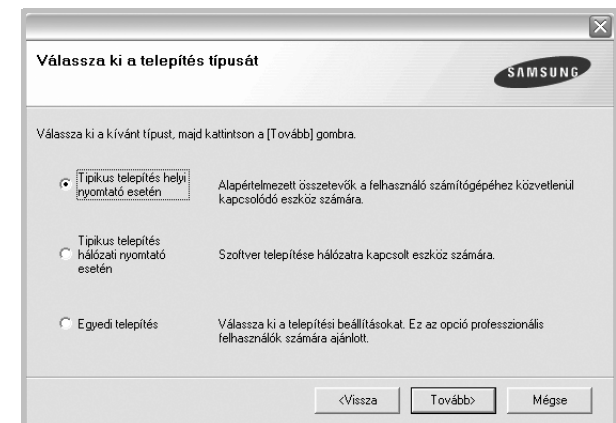 Válassza ki a telepítés típusát
SAMSUNG
Válassza ki a kívánt típust, majd kattintson a [Tovább] gombra.
Tipikus telepítés helyi
nyomtató esetén
Alapértelmezett összetevők a felhasználó számítógépéhez közvetlenül
kapcsolódó eszköz számára.
Tipikus telepítés
hálózati nyomtató
esetén
Szoftver telepítése hálózatra kapcsolt eszköz számára.
Egyedi telepítés
Válassza ki a telepítési beállításokat. Ez az opció professzionális
felhasználók számára ajánlott.
<Vissza
Tovább>
Mégse